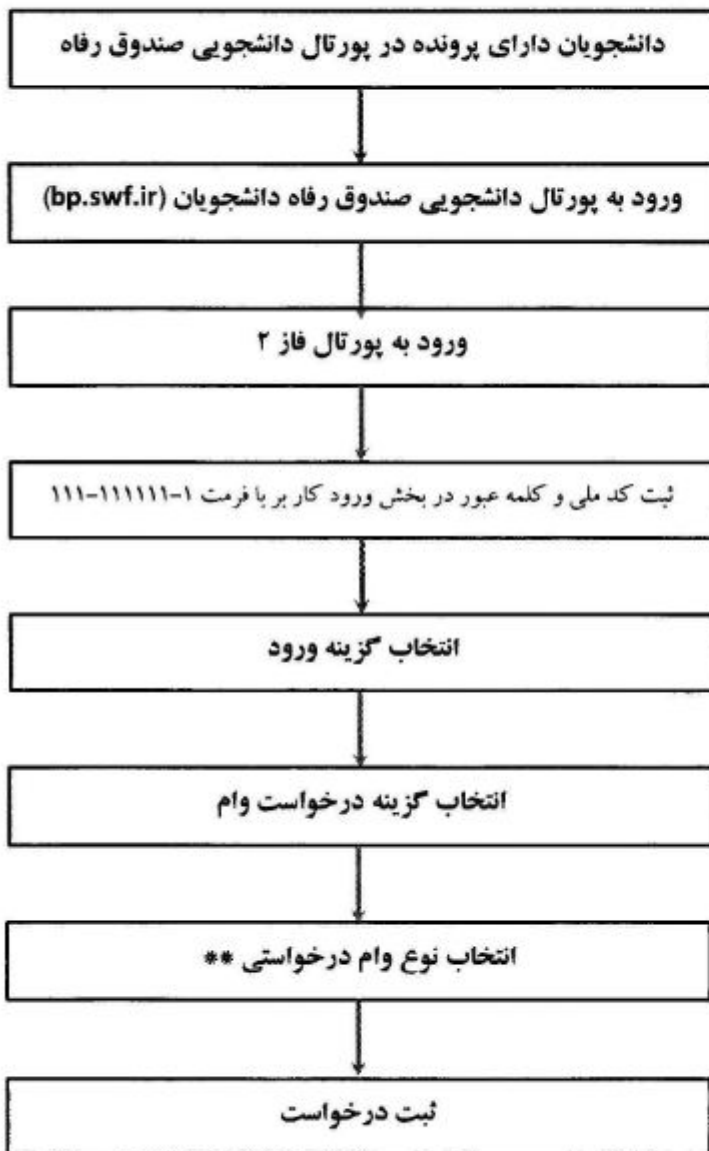 دانشجویان دارای پرونده در پورتال دانشجویی صندوق رفاه
ورود به پورتال دانشجویی صندوق رفاه دانشجویان (bp.swf.ir)
ورود به پورتال فاز ۲
ثبت کد ملی و کلمه عبور در بخش ورود کار بر با فرمت ۱-۱۱۱۱۱۱-۱۱۱
انتخاب گزینه ورود
انتخاب گزینه درخواست وام
انتخاب نوع وام درخواستی **
ثبت درخواست